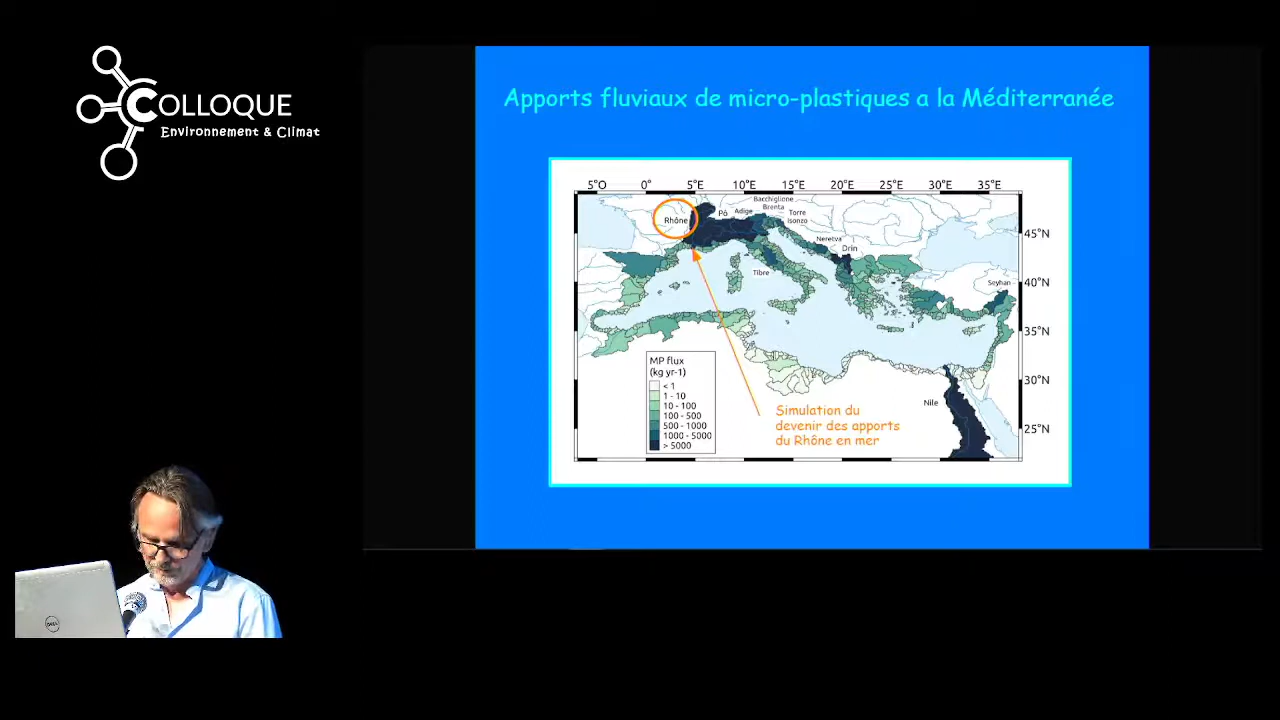 COLLOQUE
Environnement & Climat
Apports fluviaux de micro-plastiques a la Méditerranée
5°O 0° 5°E 10°E 15°E 20°E 25°E 30°E 35°E
Bacchiglione
Brenta
Rhône
Pô
Adige
Torre
Isonzo
45°N
Neretva
Drin
Tibre
40°N
Seyhan
35°N
MP flux
(kg yr-1)
< 1
1 - 10
10 - 100
100 - 500
500 - 1000
1000 - 5000
> 5000
30°N
Nile
25°N
Simulation du
devenir des apports
du Rhône en mer
DELL